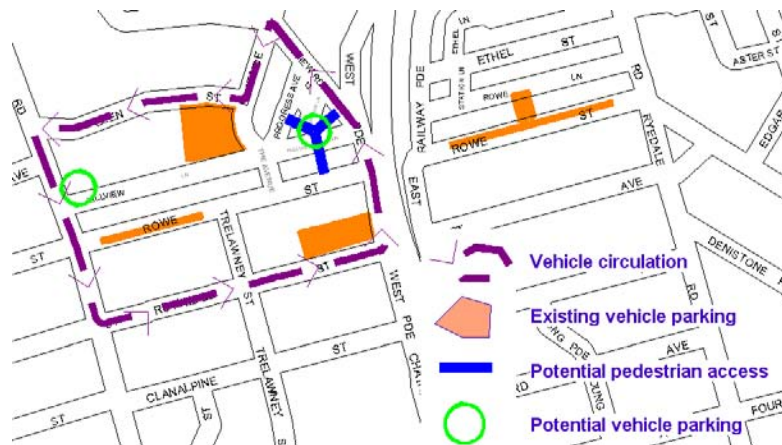 ST
ETHEL LN
ETHEL
ST
RD
ASTER ST
WEST
RAILWAY PDE
STATION LN
ROWE
LN
PROGRESS AVE
RD
ST
ROWE
ST
RYEDALE
EDGAR
THE AVENUE
DE
AVE
LN
ST
EAST
AVE
ROWE
TRELAWNEY
ST
DENISTONE
ST
ST
WEST
PDE
RD
Vehicle circulation
Existing vehicle parking
PDE
AVE
ST
TRELAWNEY
CLANALPINE
ST
ST
RD
FOUR
Potential pedestrian access
Potential vehicle parking